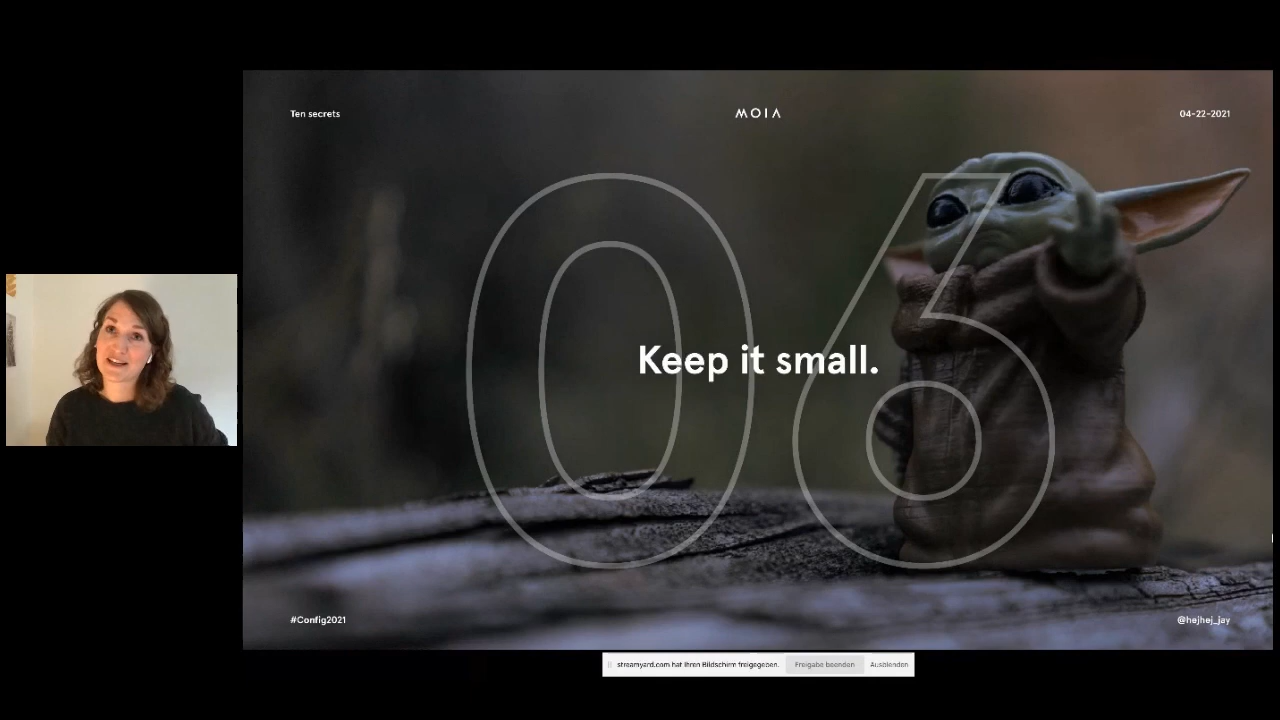 Ten secrets
MOIA
04-22-2021
06
Keep it small.
#Config2021
@hejhej_jay
streamyard.com hat Ihren Bildschirm freigegeben.
Freigabe beenden
Ausblenden